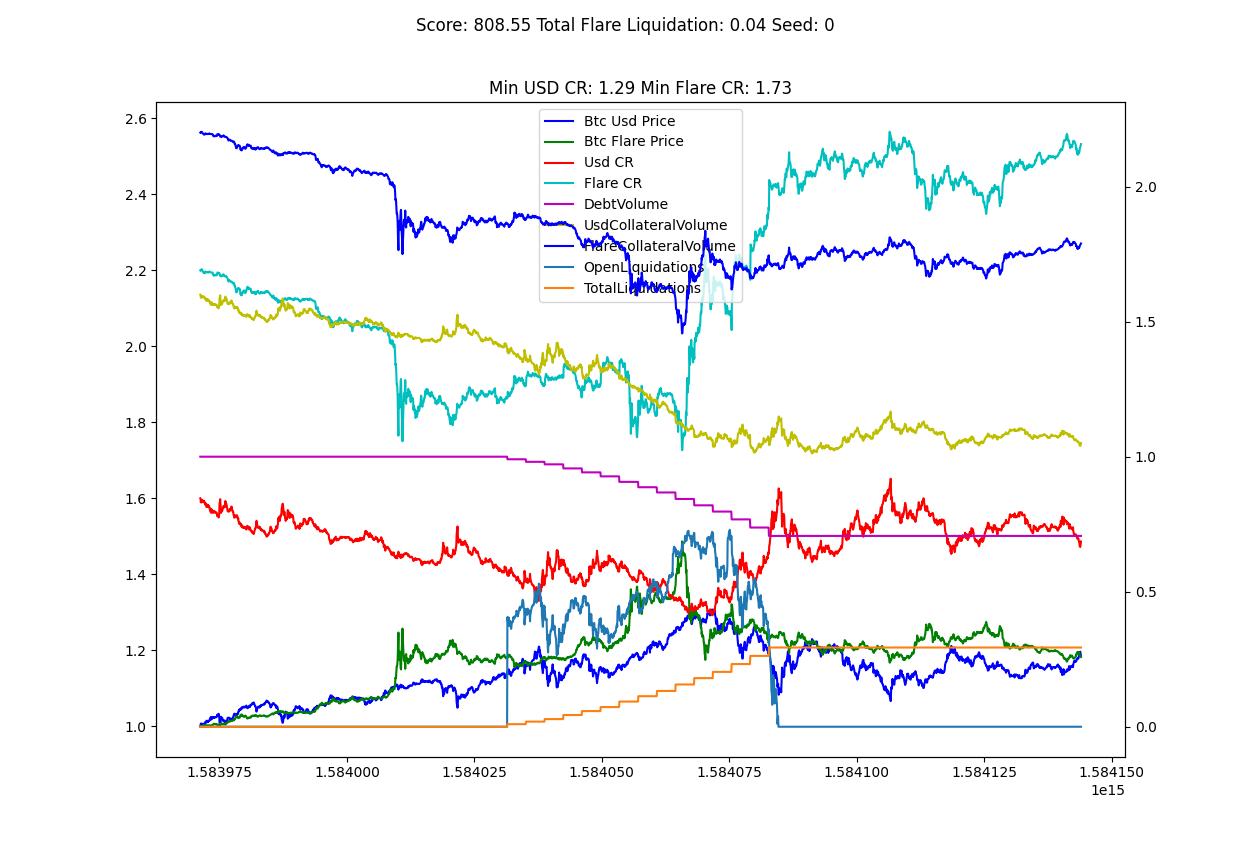 Score: 808.55 Total Flare Liquidation: 0.04 Seed: 0
Min USD CR: 1.29 Min Flare CR: 1.73
Btc Usd Price
Btc Flare Price
Usd CR
Flare CR
DebtVolume
UsdCollateralVolume
FlareCollateralVolume
OpenLiquidations
TotalLiquidations
2.6
2.4
2.2
2.0
1.8
1.6
1.4
1.2
1.0
2.0
1.5
1.0
0.5
0.0
1.583975 1.584000 1.584025 1.584050 1.584075 1.584100 1.584125 1.584150
1e15